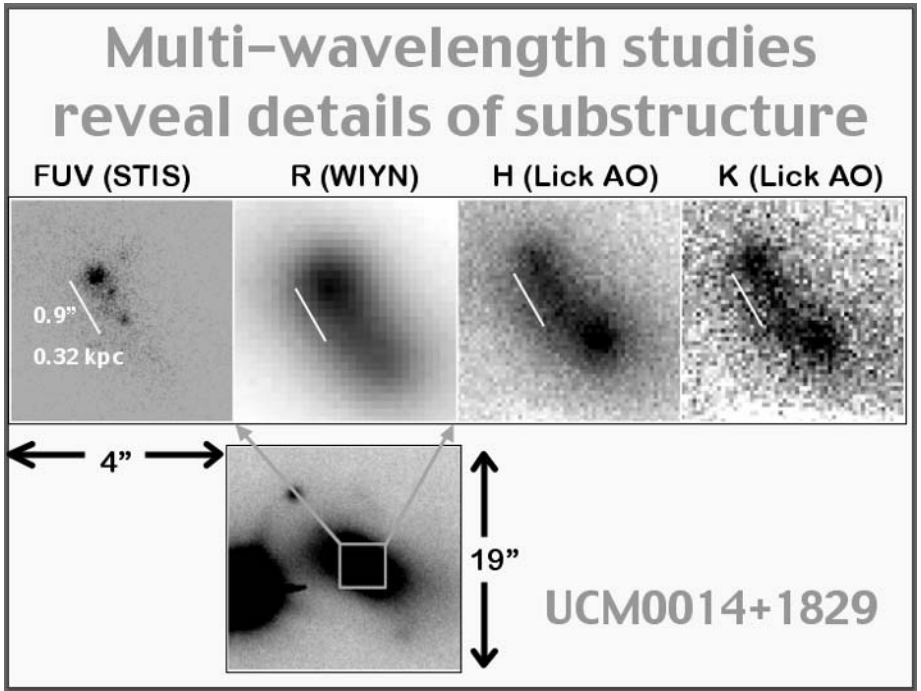 Multi-wavelength studies
reveal details of substructure
FUV (STIS) R (WIYN) H (Lick AO) K (Lick AO)
0.9"
0.32 kpc
4"
19"
UCM0014+1829